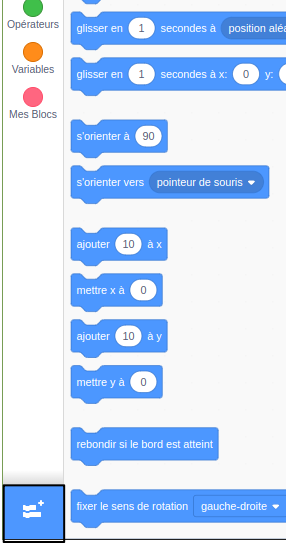 Opérateurs
Variables
Mes Blocs
glisser en 1 secondes à position
glisser en 1 secondes à x: 0 y:
s'orienter à 90
s'orienter vers pointeur de souris
ajouter 10 à x
mettre x à 0
ajouter 10 à y
mettre y à 0
rebondir si le bord est atteint
fixer le sens de rotation gauche-droite